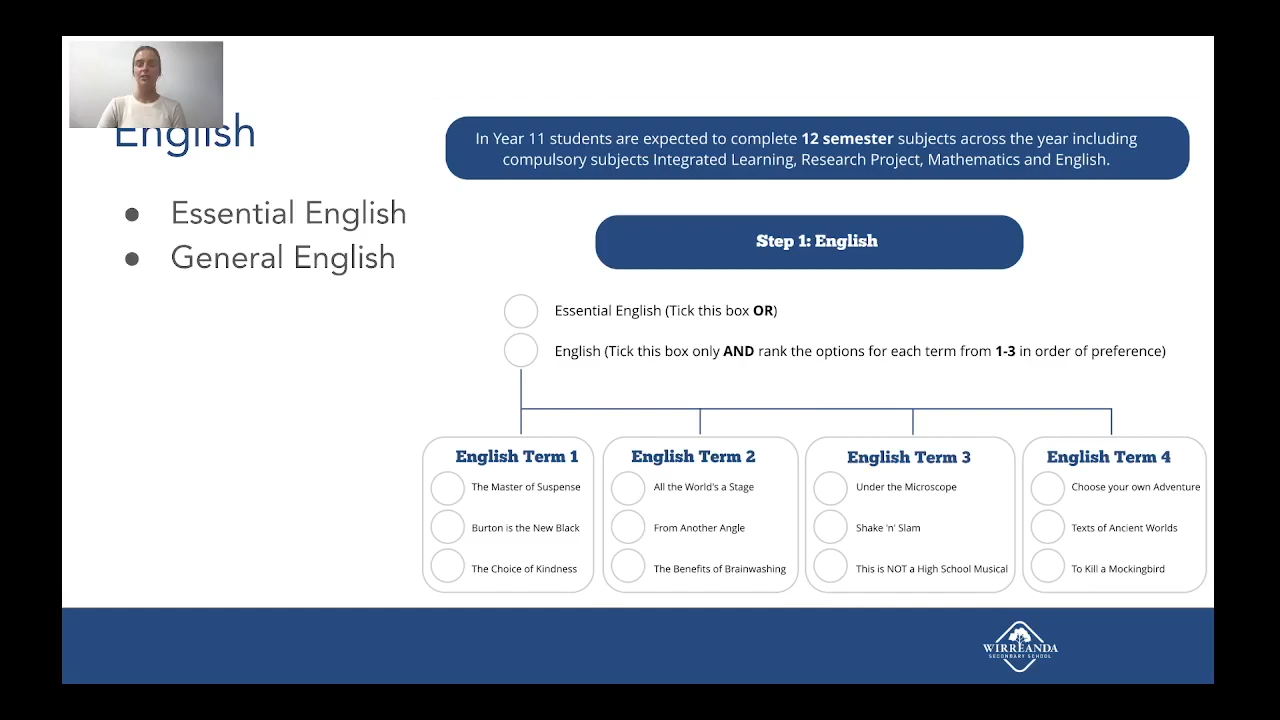 English
● Essential English
● General English
In Year 11 students are expected to complete 12 semester subjects across the year including
compulsory subjects Integrated Learning, Research Project, Mathematics and English.
Step 1: English
Essential English (Tick this box OR)
English (Tick this box only AND rank the options for each term from 1-3 in order of preference)
English Term 1
The Master of Suspense
Burton is the New Black
The Choice of Kindness
English Term 2
All the World's a Stage
From Another Angle
The Benefits of Brainwashing
English Term 3
Under the Microscope
Shake 'n' Slam
This is NOT a High School Musical
English Term 4
Choose your own Adventure
Texts of Ancient Worlds
To Kill a Mockingbird
WIRREANDA
SECONDARY SCHOOL